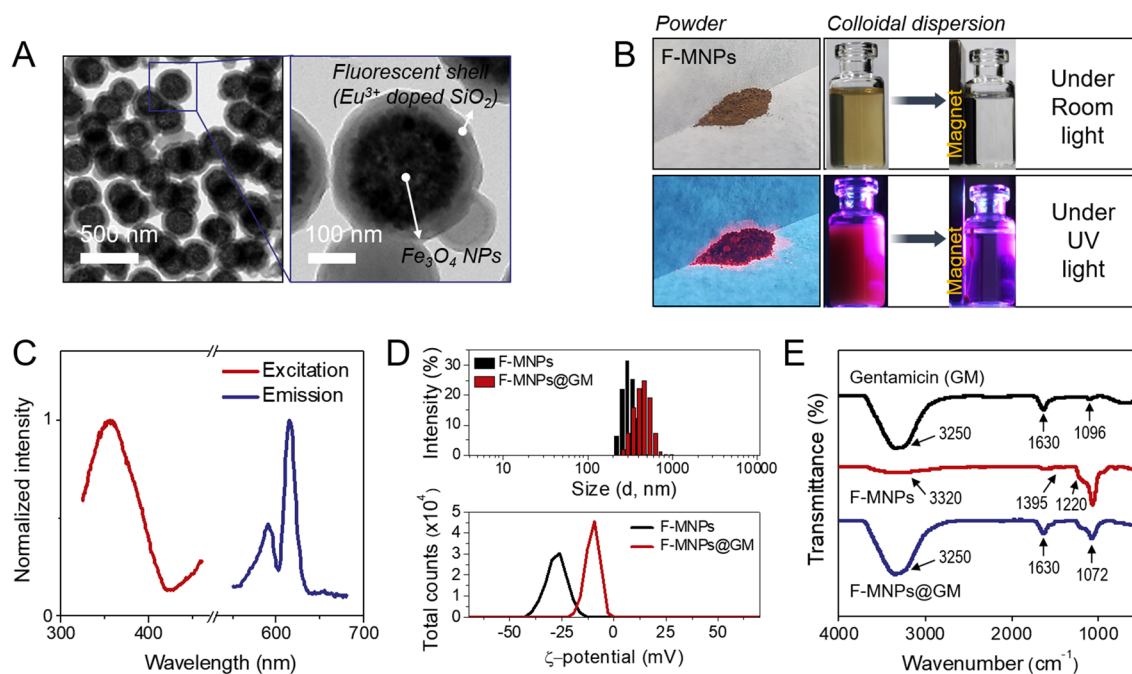 A
Fluorescent shell
(Eu³⁺ doped SiO₂)
500 nm
100 nm
Fe₃O₄ NPs
Powder
Colloidal dispersion
B
F-MNPs
Magnet
Under
Room
light
Magnet
Under
UV
light
C
Excitation
Emission
Normalized intensity
1
0
300
400
600
700
Wavelength (nm)
D
F-MNPs
F-MNPs@GM
Intensity (%)
30
20
10
0
10
100
1000
10000
Size (d, nm)
F-MNPs
F-MNPs@GM
Total counts (x10⁴)
5
4
3
2
1
0
-50
-25
0
25
50
ζ–potential (mV)
E
Gentamicin (GM)
3250
1630
1096
F-MNPs
3320
1395
1220
3250
1630
1072
F-MNPs@GM
Transmittance (%)
4000
3000
2000
1000
Wavenumber (cm⁻¹)